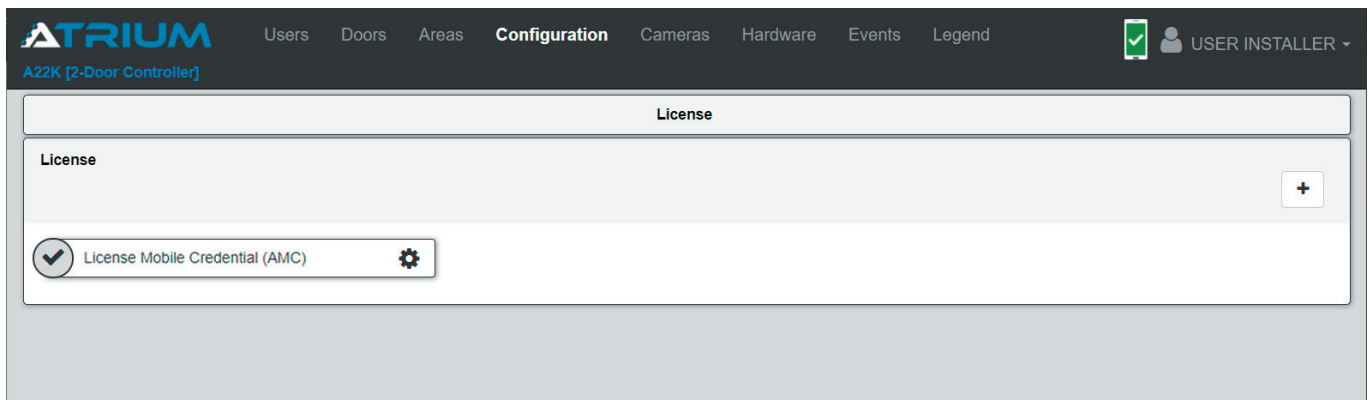 ATRIUM Users Doors Areas Configuration Cameras Hardware Events Legend USER INSTALLER
A22K [2-Door Controller]
License
License
+
License Mobile Credential (AMC)